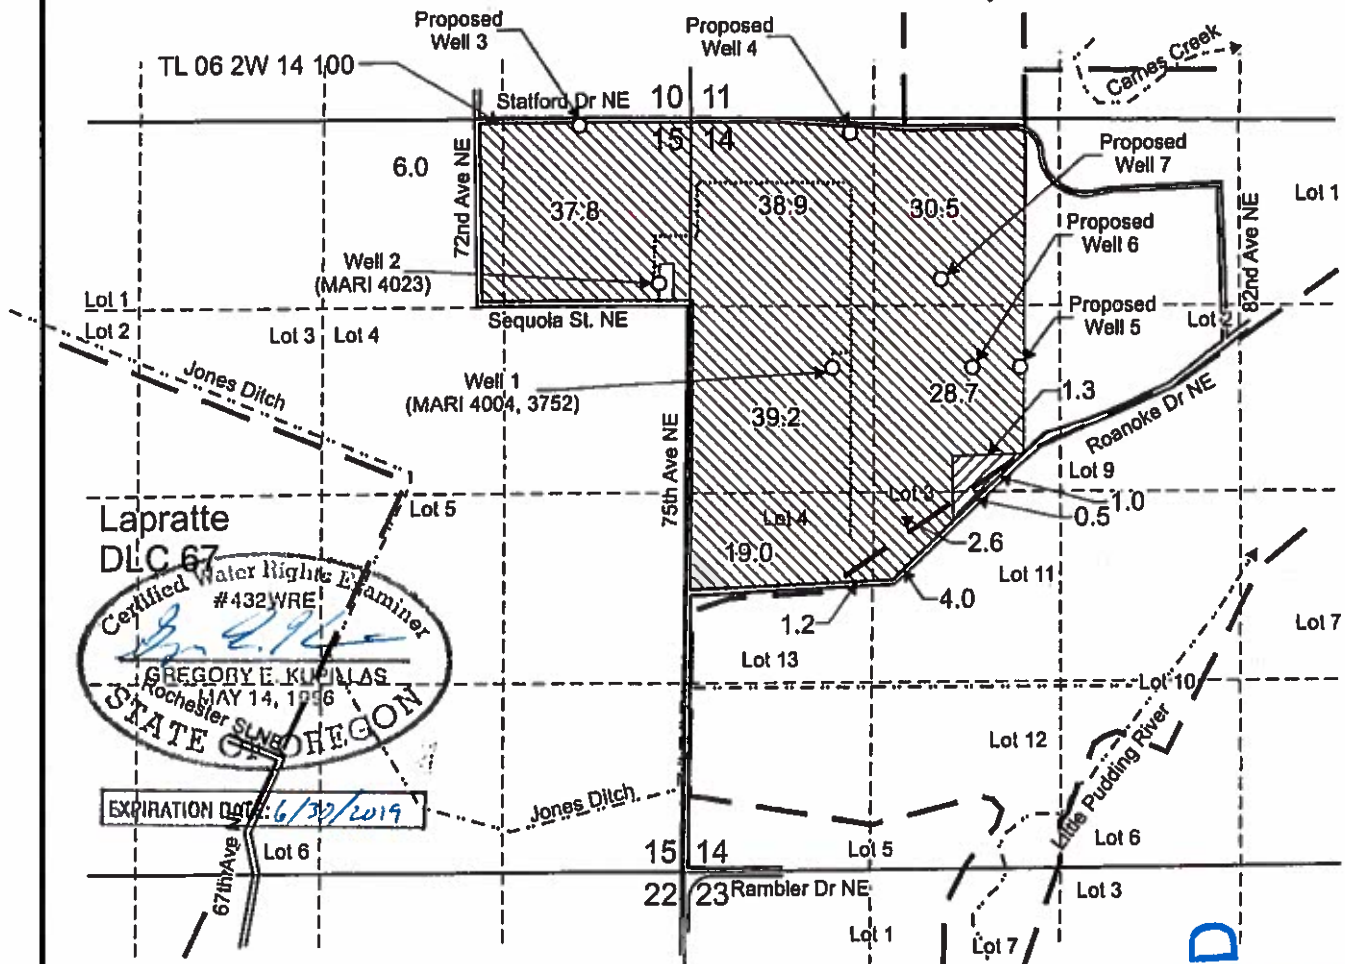 Proposed
Well 3
Proposed
Well 4
Carnes Creek
TL 06 2W 14 100
Statford Dr NE
10
11
15
14
Proposed
Well 7
6.0
72nd Ave NE
37.8
38.9
30.5
Lot 1
82nd Ave NE
Proposed
Well 6
Well 2
(MARI 4023)
Lot 1
Lot 2
Lot 3
Lot 4
Sequoia St. NE
Proposed
Well 5
Lot 2
Jones Ditch
Well 1
(MARI 4004, 3752)
39.2
28.7
1.3
Roanoke Dr NE
75th Ave NE
Lot 9
Lot 3
1.0
0.5
Lot 5
Lapratte
DLC 67
Lot 4
2.6
19.0
Lot 11
4.0
1.2
Certified Water Rights Examiner
#432WRE
GREGORY E. KUPILLAS
MAY 14, 1996
STATE OF OREGON
Rochester SLNE
EXPIRATION DATE: 6/30/2019
Lot 7
Lot 13
Lot 10
Lot 12
Little Pudding River
Jones Ditch
67th Ave N
Lot 6
15
14
Lot 5
Lot 6
22
23
Rambler Dr NE
Lot 3
Lot 1
Lot 7
D